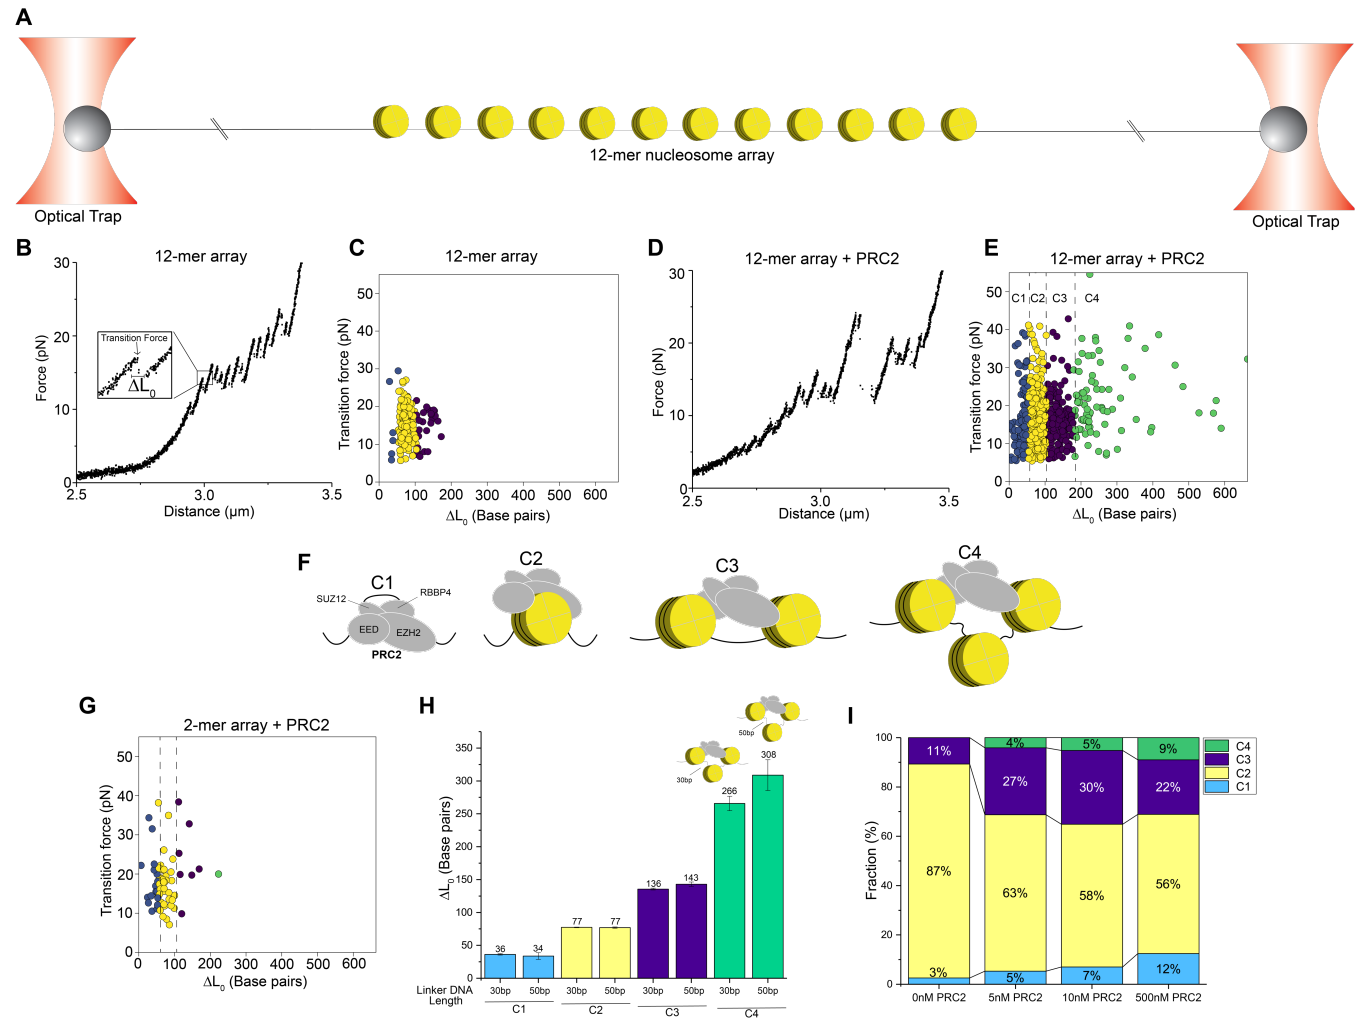 A
Optical Trap
12-mer nucleosome array
Optical Trap
B
12-mer array
Force (pN)
30
20
10
0
Transition Force
ΔL0
2.5
3.0
3.5
Distance (µm)
C
12-mer array
Transition force (pN)
50
40
30
20
10
0
0 100 200 300 400 500 600
ΔL0 (Base pairs)
D
12-mer array + PRC2
Force (pN)
30
20
10
0
2.5
3.0
3.5
Distance (µm)
E
12-mer array + PRC2
C1 C2 C3 C4
Transition force (pN)
50
40
30
20
10
0
0 100 200 300 400 500 600
ΔL0 (Base pairs)
F
C1
SUZ12
RBBP4
EED
EZH2
PRC2
C2
C3
C4
G
2-mer array + PRC2
Transition force (pN)
50
40
30
20
10
0
0 100 200 300 400 500 600
ΔL0 (Base pairs)
H
50bp
30bp
ΔL0 (Base pairs)
350
300
250
200
150
100
50
0
36 34 77 77 136 143 266 308
Linker DNA
Length
30bp 50bp 30bp 50bp 30bp 50bp 30bp 50bp
C1 C2 C3 C4
I
Fraction (%)
100
80
60
40
20
0
11%
87%
3%
4%
27%
63%
5%
5%
30%
58%
7%
9%
22%
56%
12%
0nM PRC2 5nM PRC2 10nM PRC2 500nM PRC2
C4
C3
C2
C1